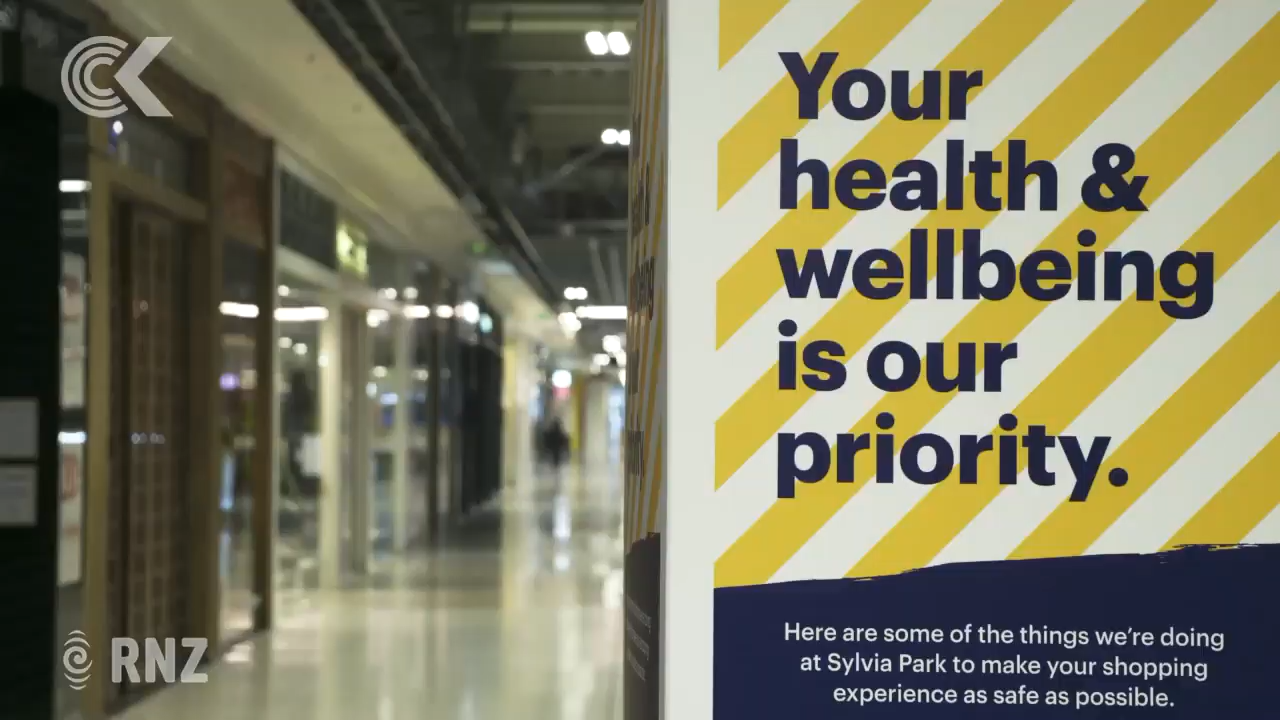 Your
health &
wellbeing
is our
priority.
Here are some of the things we're doing
at Sylvia Park to make your shopping
experience as safe as possible.
RNZ